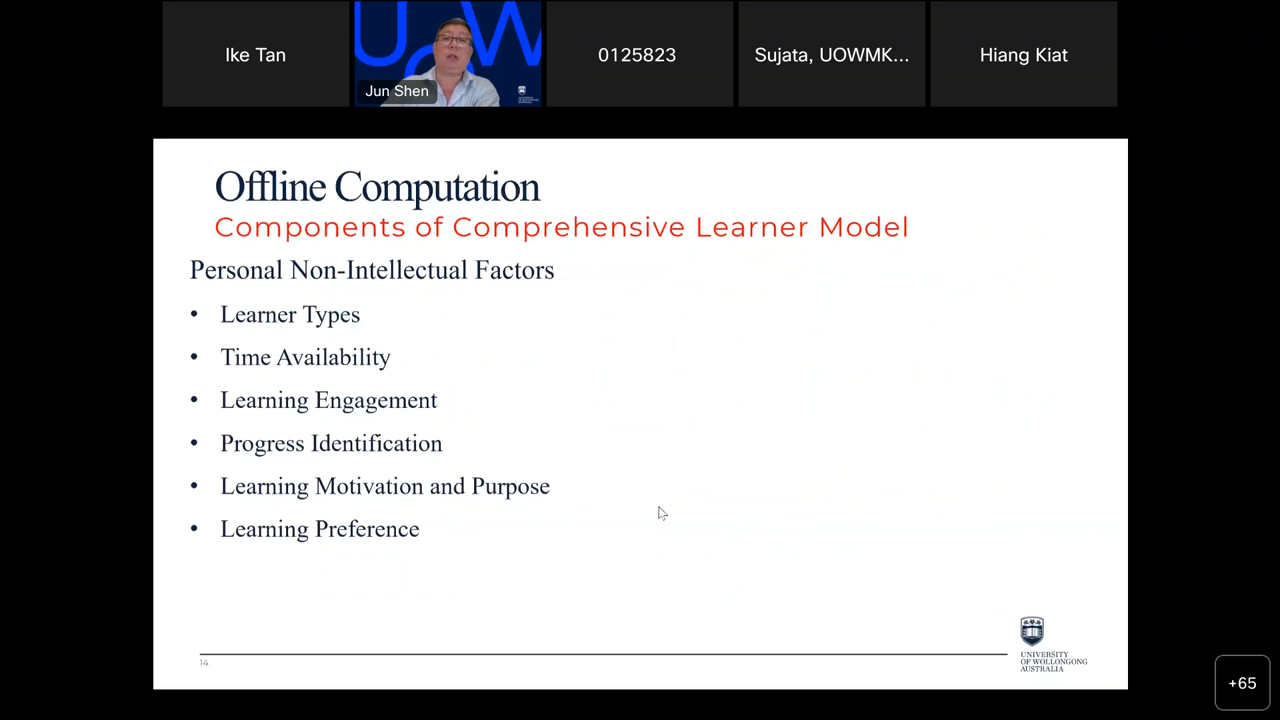 Ike Tan
UOW
Jun Shen
0125823
Sujata, UOWMK...
Hiang Kiat
Offline Computation
Components of Comprehensive Learner Model
Personal Non-Intellectual Factors
• Learner Types
• Time Availability
• Learning Engagement
• Progress Identification
• Learning Motivation and Purpose
• Learning Preference
14
UNIVERSITY
OF WOLLONGONG
AUSTRALIA
+65